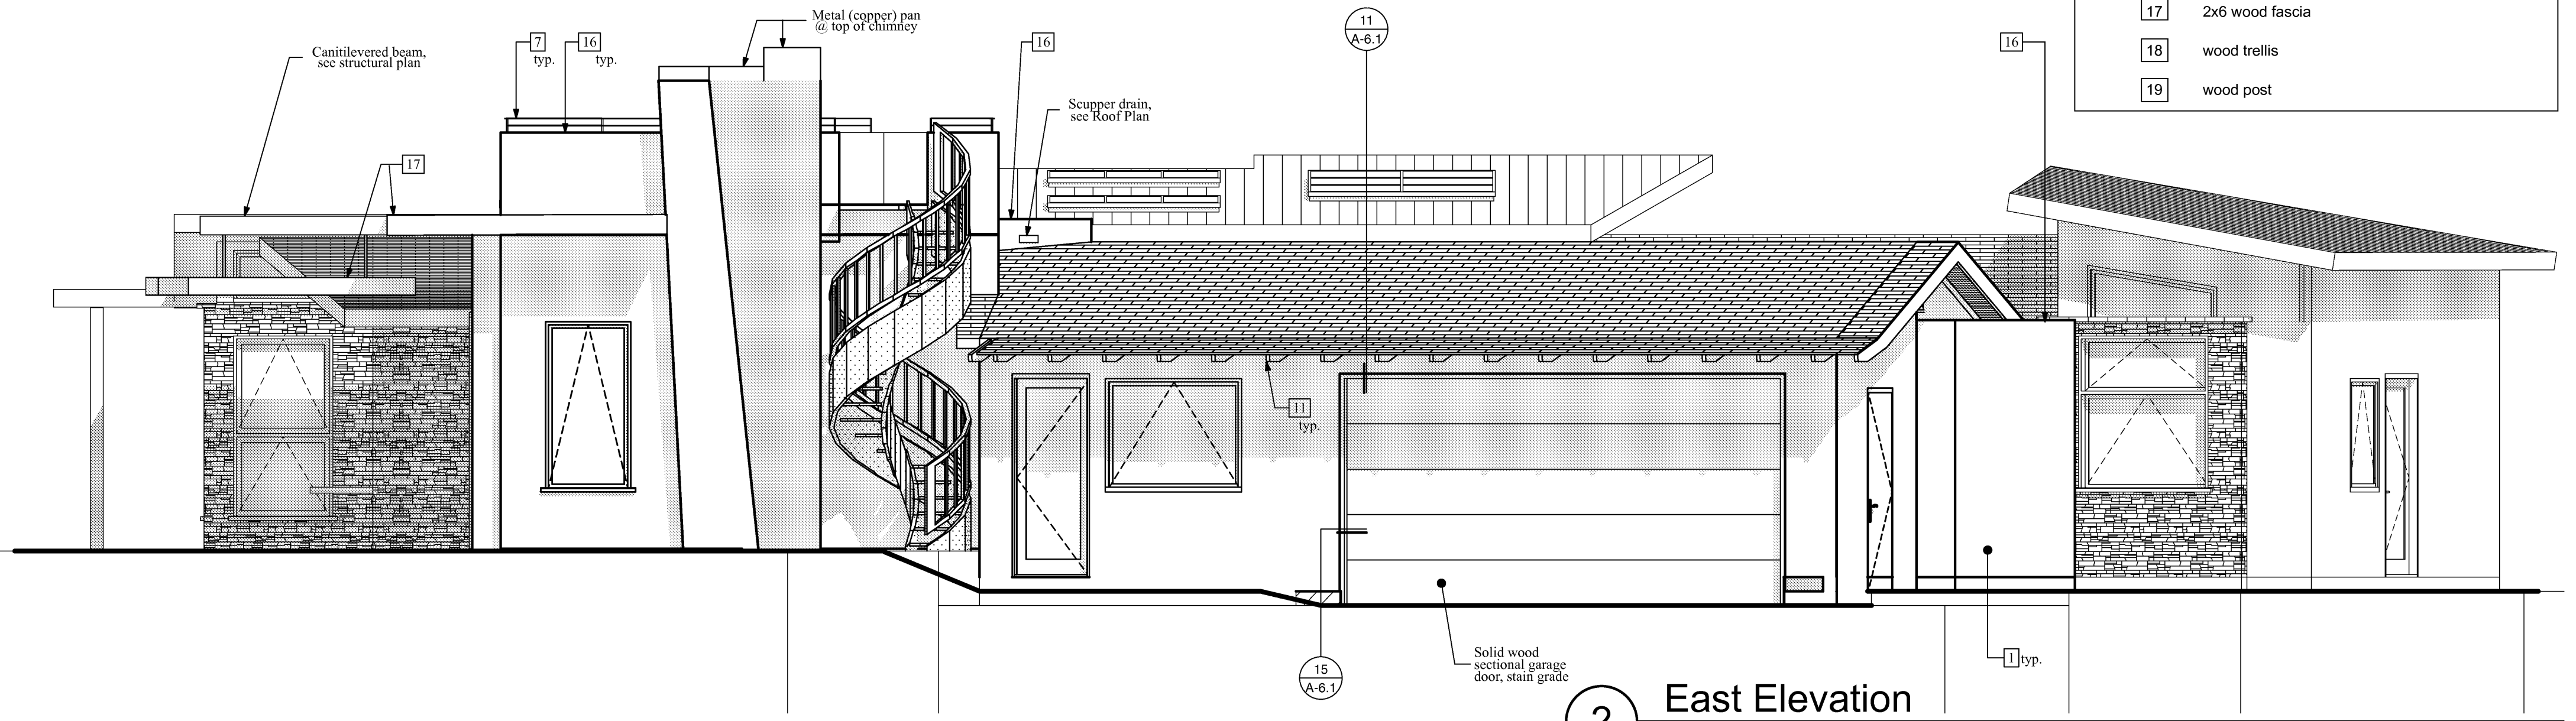 Metal (copper) pan
@ top of chimney
11
A-6.1
17 2x6 wood fascia
Canitilevered beam,
see structural plan
7
typ.
16
typ.
16
16
18 wood trellis
19 wood post
Scupper drain,
see Roof Plan
17
11
typ.
15
A-6.1
Solid wood
sectional garage
door, stain grade
1 typ.
2
East Elevation